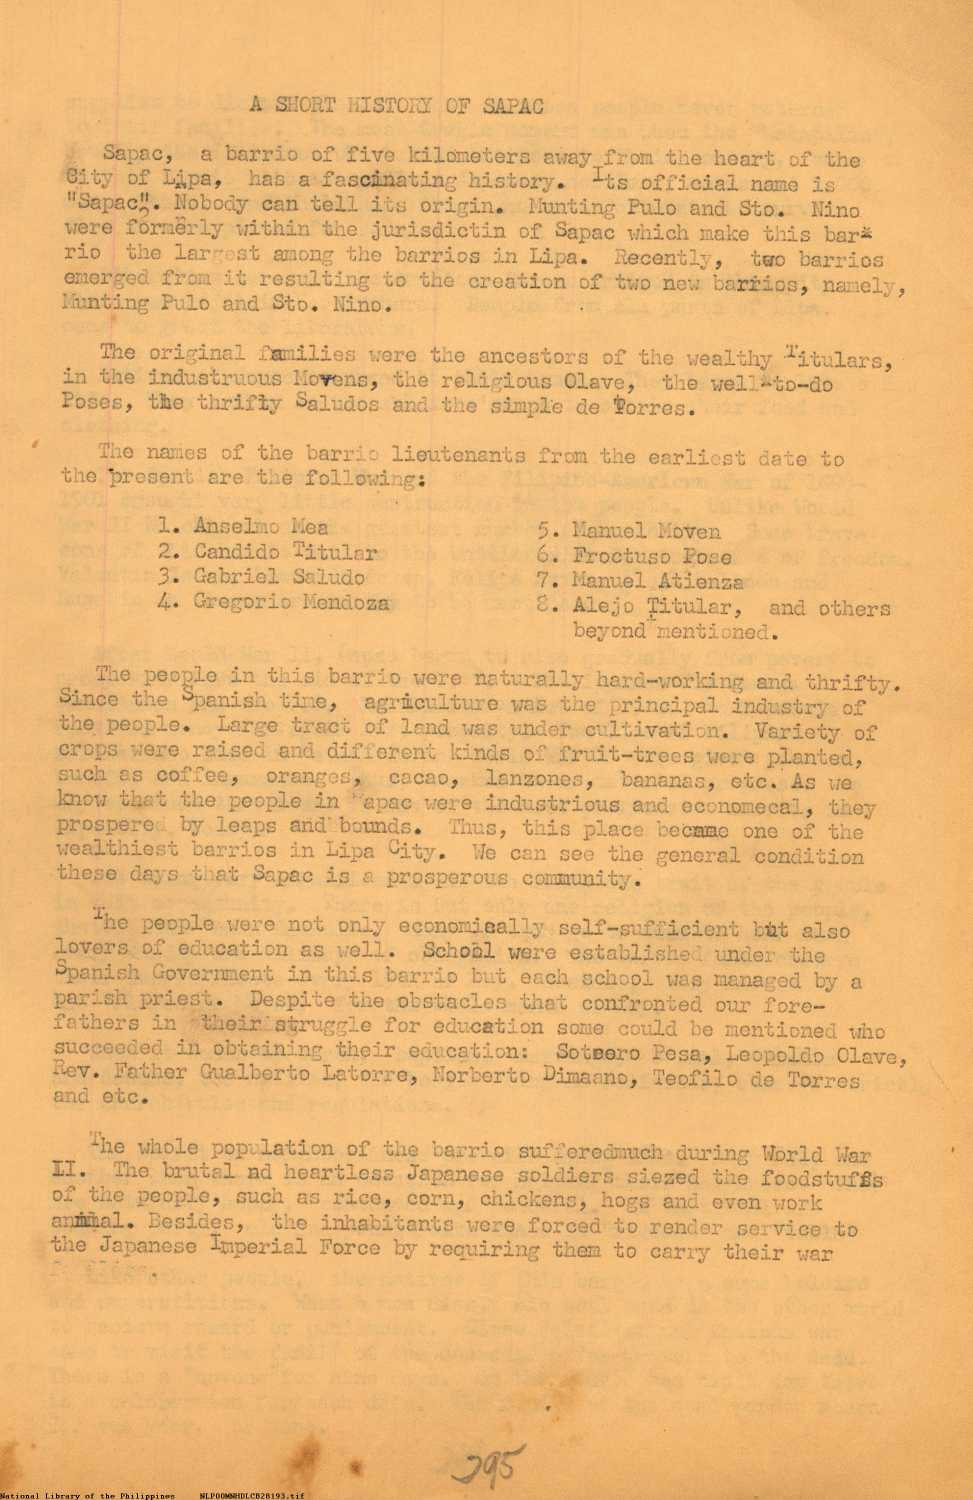 A SHORT HISTORY OF SAPAC
Sapac, a barrio of five kilometers away from the heart of the
City of Lipa, has a fascinating history. Its official name is
"Sapac". Nobody can tell its origin. Munting Pulo and Sto. Nino
were formerly within the jurisdictin of Sapac which make this bar-
rio the largest among the barrios in Lipa. Recently, two barrios
emerged from it resulting to the creation of two new barrios, namely,
Munting Pulo and Sto. Nino.
The original families were the ancestors of the wealthy Titulars,
in the industruous Movens, the religious Olave, the well-to-do
Poses, the thrifty Saludos and the simple de Torres.
The names of the barrio lieutenants from the earliest date to
the present are the following:
1. Anselmo Mea
2. Candido Titular
3. Gabriel Saludo
4. Gregorio Mendoza
5. Manuel Moven
6. Froctuso Pose
7. Manuel Atienza
8. Alejo Titular, and others
beyond mentioned.
The people in this barrio were naturally hard-working and thrifty.
Since the Spanish time, agriculture was the principal industry of
the people. Large tract of land was under cultivation. Variety of
crops were raised and different kinds of fruit-trees were planted,
such as coffee, oranges, cacao, lanzones, bananas, etc. As we
know that the people in Sapac were industrious and economecal, they
prospered by leaps and bounds. Thus, this place became one of the
wealthiest barrios in Lipa City. We can see the general condition
these days that Sapac is a prosperous community.
The people were not only economically self-sufficient but also
lovers of education as well. School were established under the
Spanish Government in this barrio but each school was managed by a
parish priest. Despite the obstacles that confronted our fore-
fathers in their struggle for education some could be mentioned who
succeeded in obtaining their education: Sotero Pesa, Leopoldo Olave,
Rev. Father Gualberto Latorre, Norberto Dimaano, Teofilo de Torres
and etc.
The whole population of the barrio sufferedmuch during World War
II. The brutal nd heartless Japanese soldiers siezed the foodstuffs
of the people, such as rice, corn, chickens, hogs and even work
animal. Besides, the inhabitants were forced to render service to
the Japanese Imperial Force by requiring them to carry their war
295
National Library of the Philippines NLP00MNHDLCB28193.tif